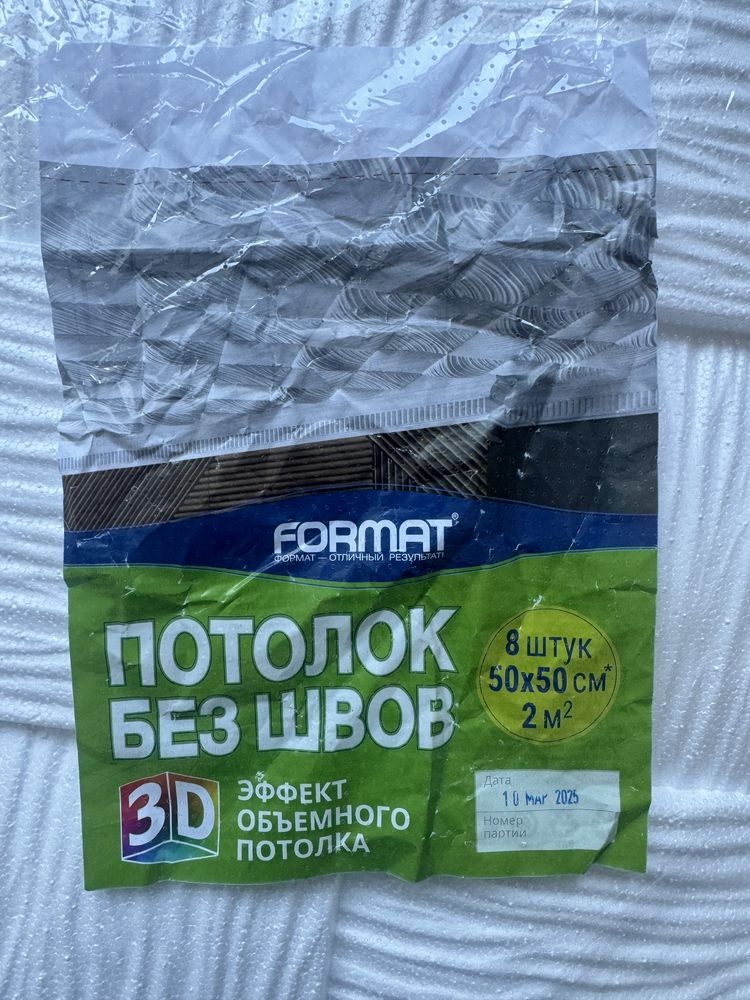 FORMAT®
ФОРМАТ — ОТЛИЧНЫЙ РЕЗУЛЬТАТ!
ПОТОЛОК
БЕЗ ШВОВ
8 ШТУК
50x50 СМ*
2 М²
3D
ЭФФЕКТ
ОБЪЕМНОГО
ПОТОЛКА
Дата
10 МАР 2025
Номер
партии